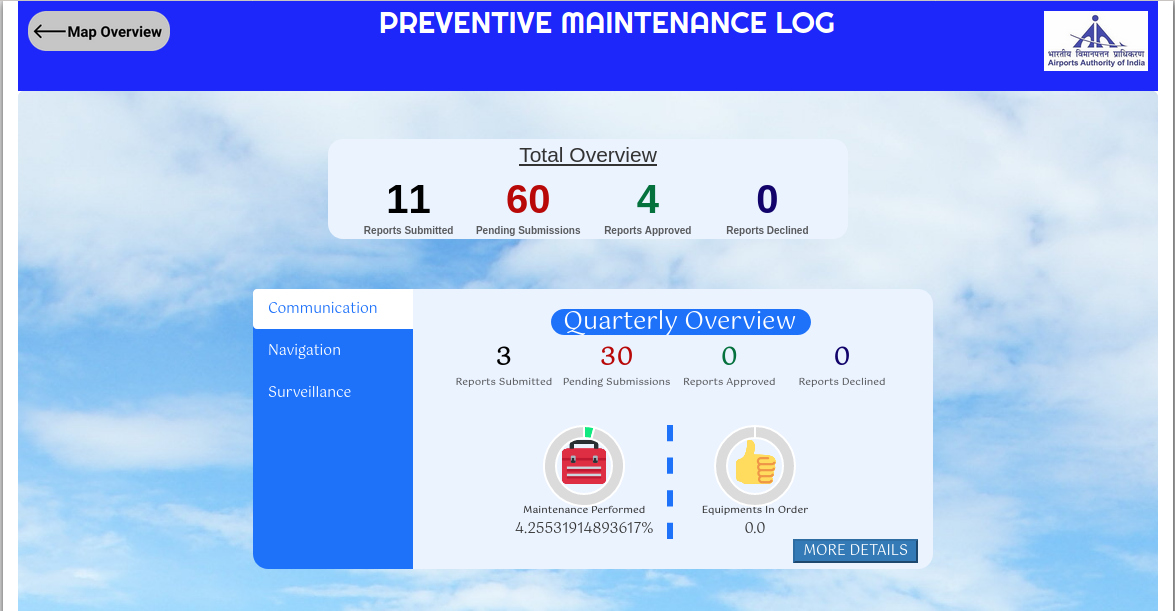 Map Overview
PREVENTIVE MAINTENANCE LOG
भारतीय विमानपत्तन प्राधिकरण
Airports Authority of India
Total Overview
11 60 4 0
Reports Submitted Pending Submissions Reports Approved Reports Declined
Communication
Navigation
Surveillance
Quarterly Overview
3 30 0 0
Reports Submitted Pending Submissions Reports Approved Reports Declined
Maintenance Performed Equipments In Order
4.25531914893617% 0.0
MORE DETAILS